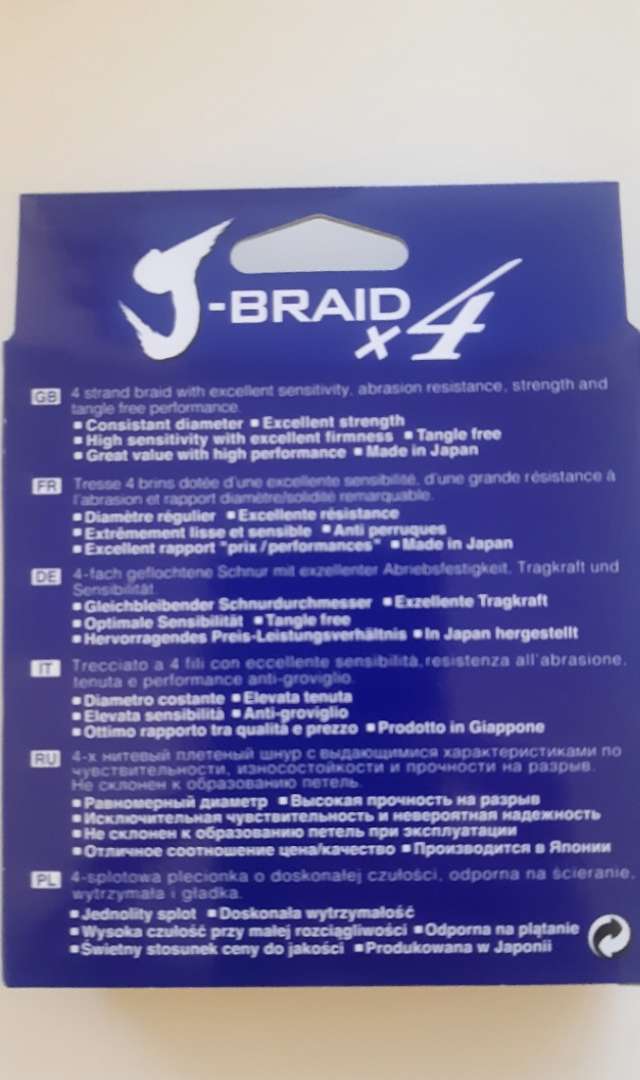 J-BRAID
x4
GB 4 strand braid with excellent sensitivity, abrasion resistance, strength and
tangle free performance.
▪Consistant diameter ▪Excellent strength
▪High sensitivity with excellent firmness ▪Tangle free
▪Great value with high performance ▪Made in Japan
FR Tresse 4 brins dotée d'une excellente sensibilité, d'une grande résistance à
l'abrasion et rapport diamètre/solidité remarquable.
▪Diamètre régulier ▪Excellente résistance
▪Extrêmement lisse et sensible ▪Anti perruques
▪Excellent rapport "prix/performances" ▪Made in Japan
DE 4-fach geflochtene Schnur mit exzellenter Abriebsfestigkeit, Tragkraft und
Sensibilität.
▪Gleichbleibender Schnurdurchmesser ▪Exzellente Tragkraft
▪Optimale Sensibilität ▪Tangle free
▪Hervorragendes Preis-Leistungsverhältnis ▪In Japan hergestellt
IT Trecciato a 4 fili con eccellente sensibilità, resistenza all'abrasione,
tenuta e performance anti-groviglio.
▪Diametro costante ▪Elevata tenuta
▪Elevata sensibilità ▪Anti-groviglio
▪Ottimo rapporto tra qualità e prezzo ▪Prodotto in Giappone
RU 4-х нитевый плетеный шнур с выдающимися характеристиками по
чувствительности, износостойкости и прочности на разрыв.
Не склонен к образованию петель.
▪Равномерный диаметр ▪Высокая прочность на разрыв
▪Исключительная чувствительность и невероятная надежность
▪Не склонен к образованию петель при эксплуатации
▪Отличное соотношение цена/качество ▪Производится в Японии
PL 4-splotowa plecionka o doskonałej czułości, odporna na ścieranie,
wytrzymała i gładka.
▪Jednolity splot ▪Doskonała wytrzymałość
▪Wysoka czułość przy małej rozciągliwości ▪Odporna na plątanie
▪Świetny stosunek ceny do jakości ▪Produkowana w Japonii